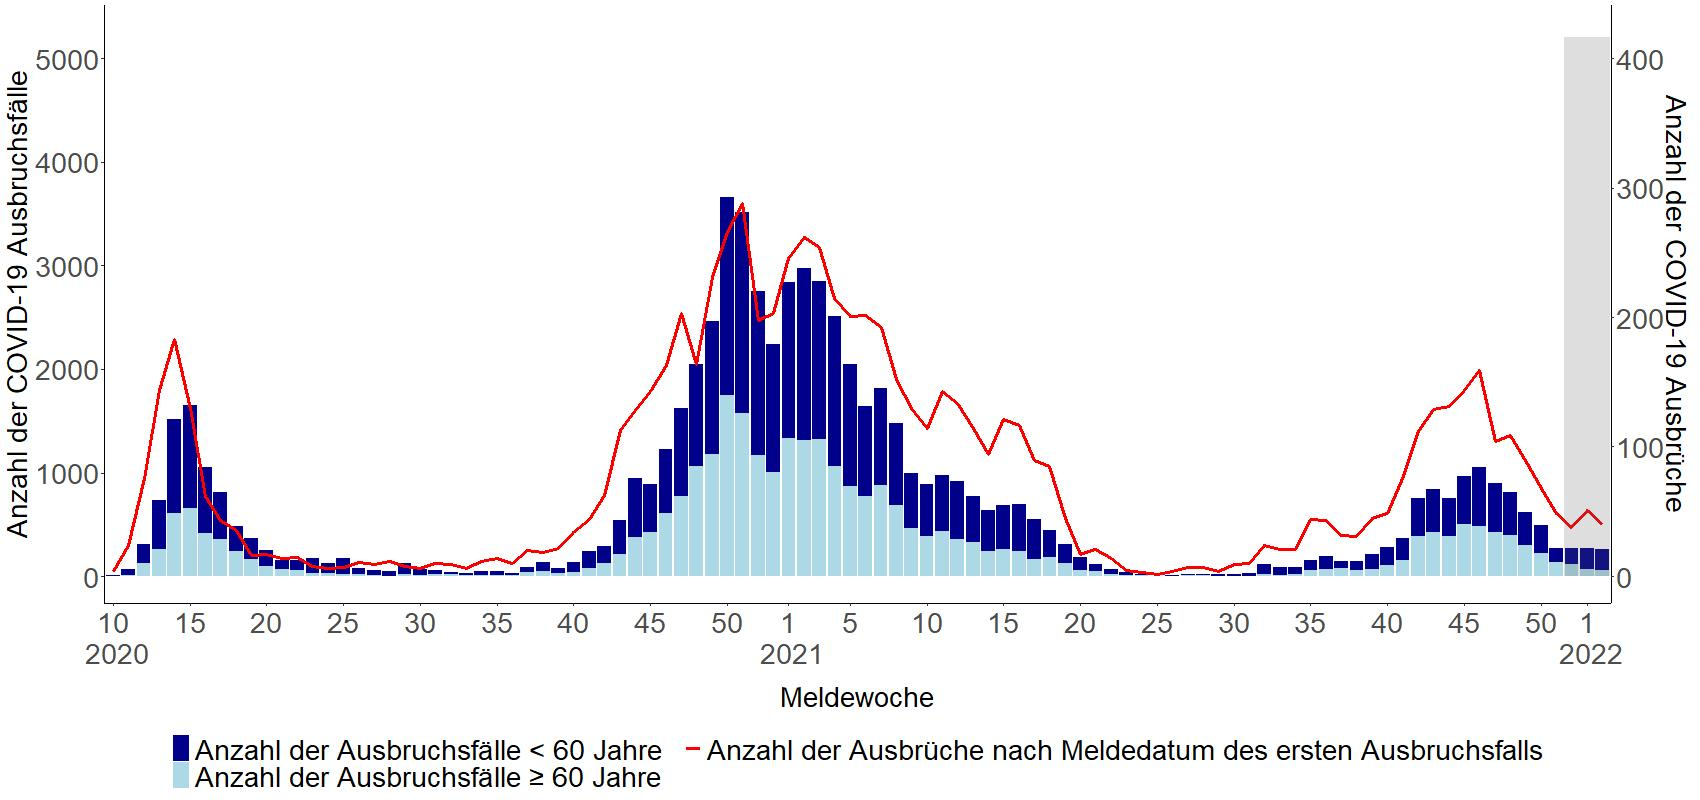 Anzahl der COVID-19 Ausbruchsfälle
5000
4000
3000
2000
1000
0
400
300
200
100
0
Anzahl der COVID-19 Ausbrüche
10 15 20 25 30 35 40 45 50 1 5 10 15 20 25 30 35 40 45 50 1
2020 2021 2022
Meldewoche
Anzahl der Ausbruchsfälle < 60 Jahre
Anzahl der Ausbruchsfälle ≥ 60 Jahre
Anzahl der Ausbrüche nach Meldedatum des ersten Ausbruchsfalls